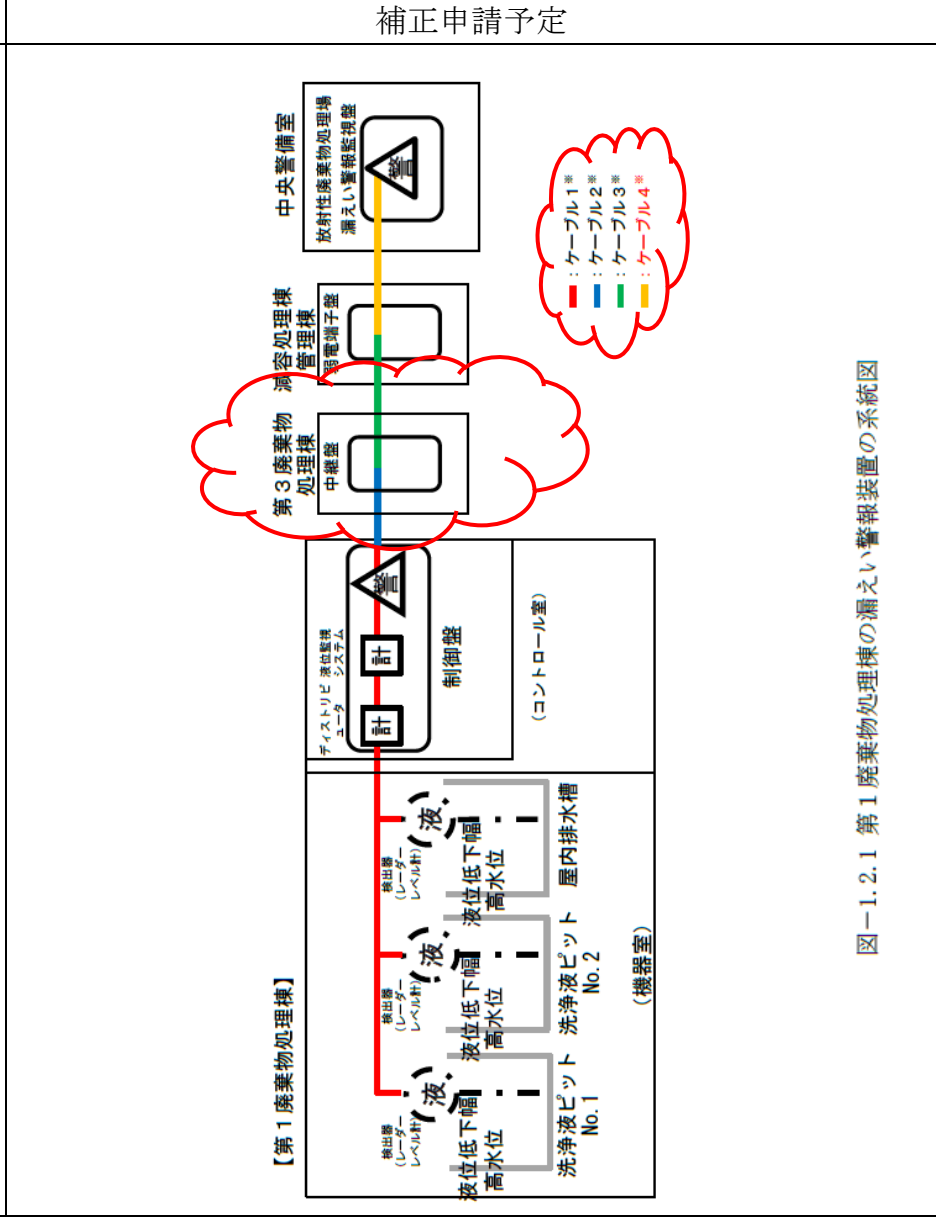 補正申請予定
【第1廃棄物処理棟】
検出器
(レーダー
レベル計)
液
液位低下幅
高水位
洗浄液ピット
No.1
検出器
(レーダー
レベル計)
液
液位低下幅
高水位
洗浄液ピット
No.2
検出器
(レーダー
レベル計)
液
液位低下幅
高水位
屋内排水槽
(機器室)
ディストリビ
ュータ
液位監視
システム
計
計
警
制御盤
(コントロール室)
第3廃棄物
処理棟
中継盤
減容処理棟
管理棟
弱電端子盤
中央警備室
放射性廃棄物処理場
漏えい警報監視盤
警
:ケーブル1※
:ケーブル2※
:ケーブル3※
:ケーブル4※
図-1.2.1 第1廃棄物処理棟の漏えい警報装置の系統図